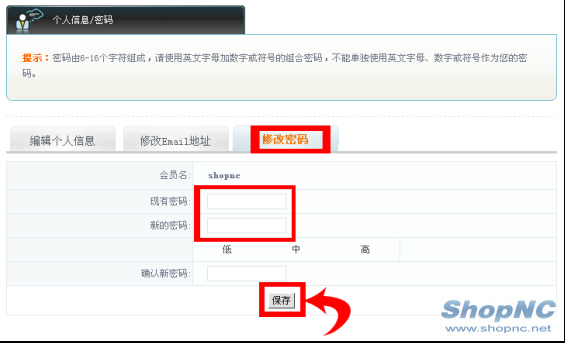 个人信息/密码
提示：密码由6-16个字符组成，请使用英文字母加数字或符号的组合密码，不能单独使用英文字母、数字或符号作为您的密
码。
编辑个人信息 修改Email地址 修改密码
会员名: shopnc
现有密码:
新的密码:
低 中 高
确认新密码:
保存
ShopNC
www.shopnc.net